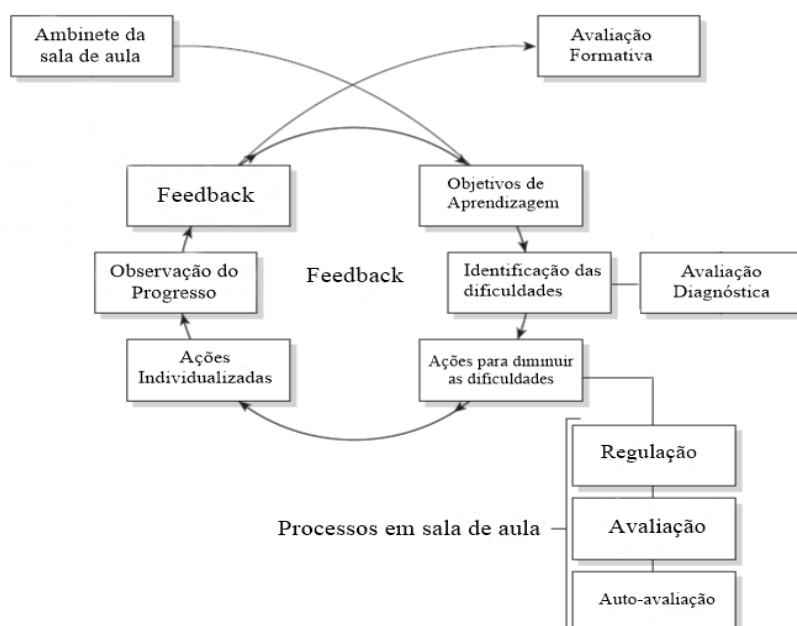 Ambinete da
sala de aula
Avaliação
Formativa
Feedback
Objetivos de
Aprendizagem
Observação do
Progresso
Feedback
Identificação das
dificuldades
Avaliação
Diagnóstica
Ações
Individualizadas
Ações para diminuir
as dificuldades
Regulação
Processos em sala de aula
Avaliação
Auto-avaliação